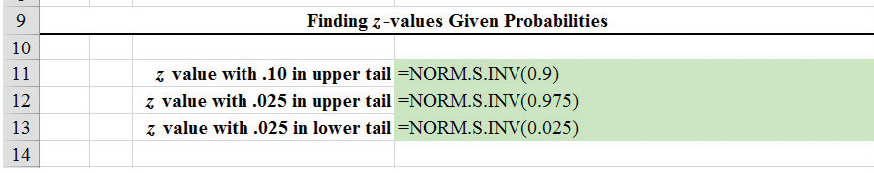 9 Finding z-values Given Probabilities
10
11 z value with .10 in upper tail =NORM.S.INV(0.9)
12 z value with .025 in upper tail =NORM.S.INV(0.975)
13 z value with .025 in lower tail =NORM.S.INV(0.025)
14